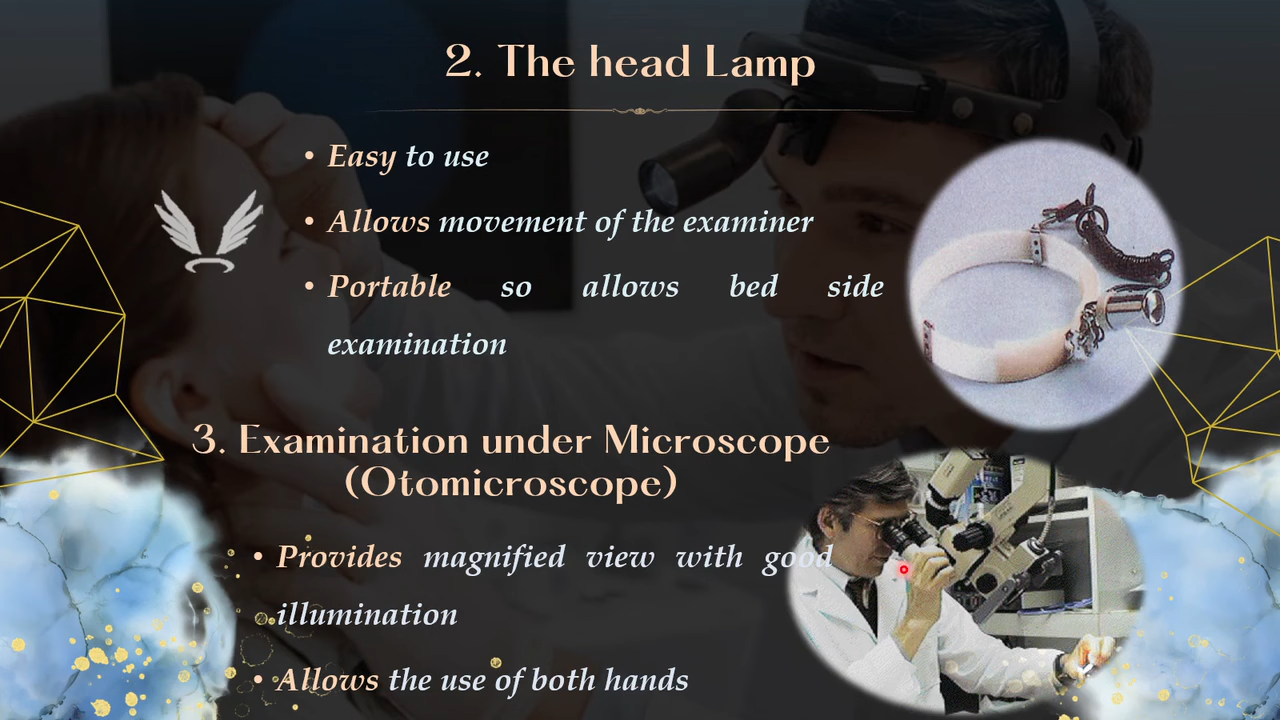 2. The head Lamp
• Easy to use
• Allows movement of the examiner
• Portable so allows bed side
examination
3. Examination under Microscope
(Otomicroscope)
• Provides magnified view with good
illumination
• Allows the use of both hands